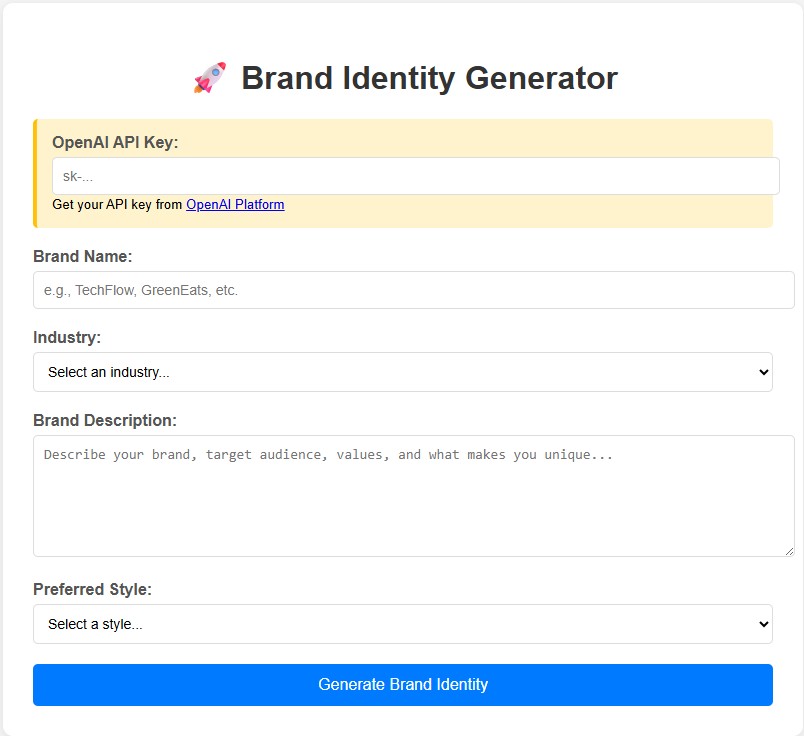 🚀 Brand Identity Generator
OpenAI API Key:
sk-...
Get your API key from OpenAI Platform
Brand Name:
e.g., TechFlow, GreenEats, etc.
Industry:
Select an industry...
Brand Description:
Describe your brand, target audience, values, and what makes you unique...
Preferred Style:
Select a style...
Generate Brand Identity